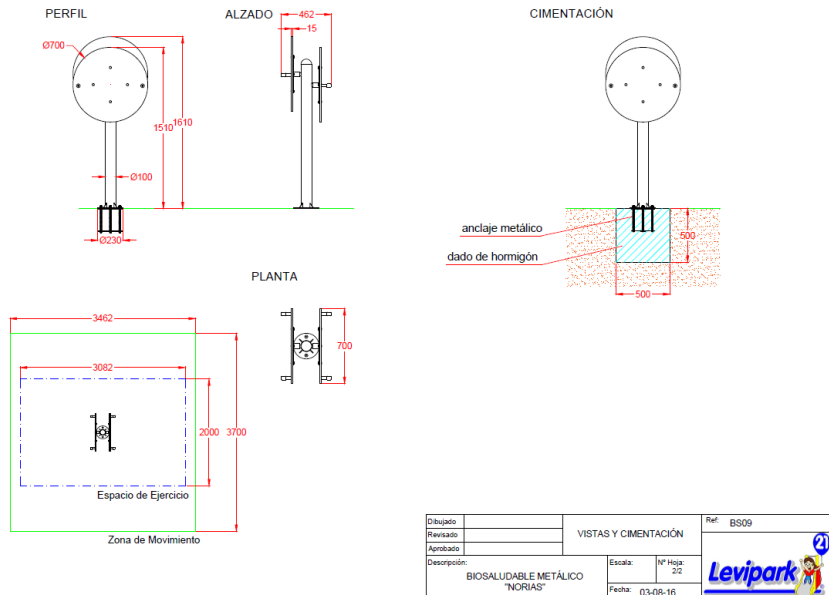 PERFIL
ALZADO
CIMENTACIÓN
462
15
Ø700
1510
1610
Ø100
Ø230
anclaje metálico
dado de hormigón
500
500
PLANTA
700
3462
3082
2000
3700
Espacio de Ejercicio
Zona de Movimiento
Dibujado
Revisado
Aprobado
VISTAS Y CIMENTACIÓN
Ref: BS09
Descripción:
BIOSALUDABLE METÁLICO
"NORIAS"
Escala:
Nº Hoja:
2/2
Fecha: 03-08-16
Levipark
21